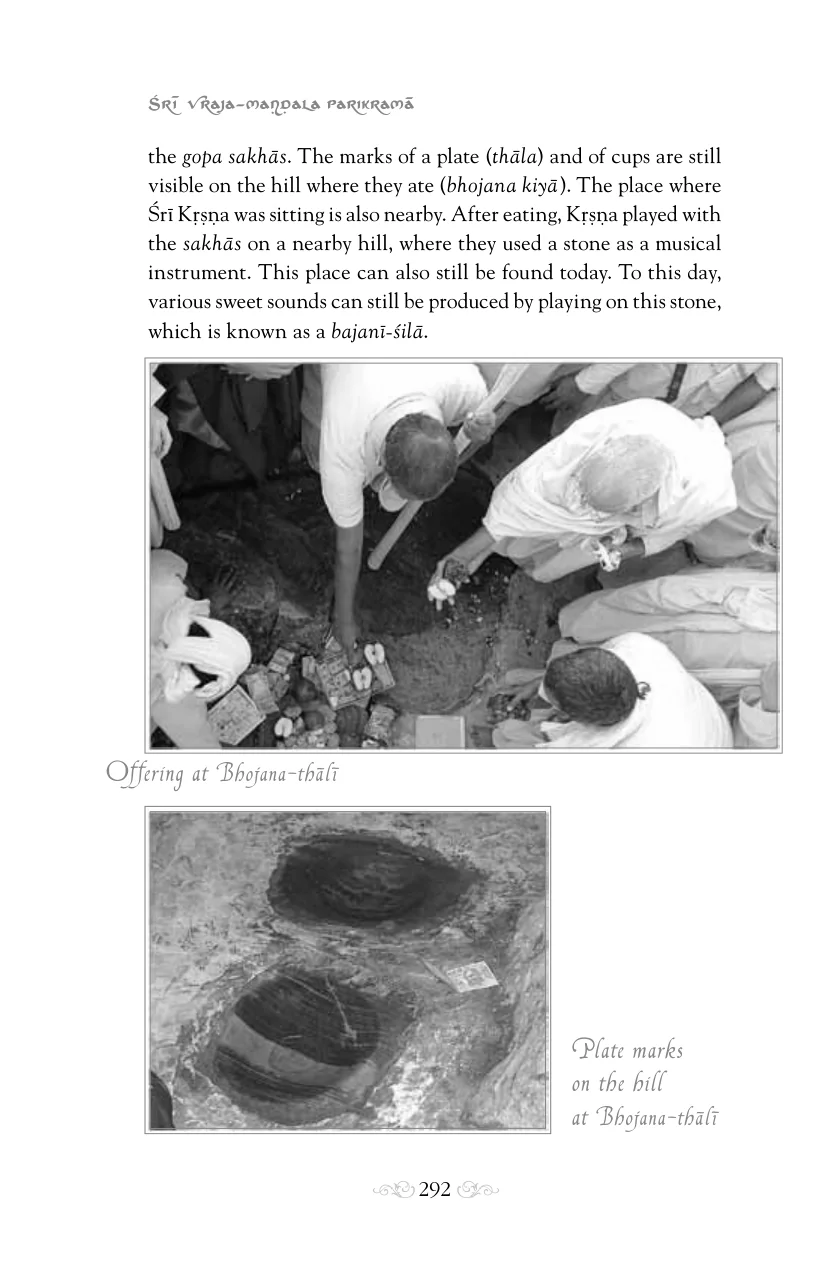 Śrī Vraja-maṇḍala Parikramā
the gopa sakhās. The marks of a plate (thāla) and of cups are still
visible on the hill where they ate (bhojana kiyā). The place where
Śrī Kṛṣṇa was sitting is also nearby. After eating, Kṛṣṇa played with
the sakhās on a nearby hill, where they used a stone as a musical
instrument. This place can also still be found today. To this day,
various sweet sounds can still be produced by playing on this stone,
which is known as a bajanī-śilā.
Offering at Bhojana-thālī
Plate marks
on the hill
at Bhojana-thālī
292